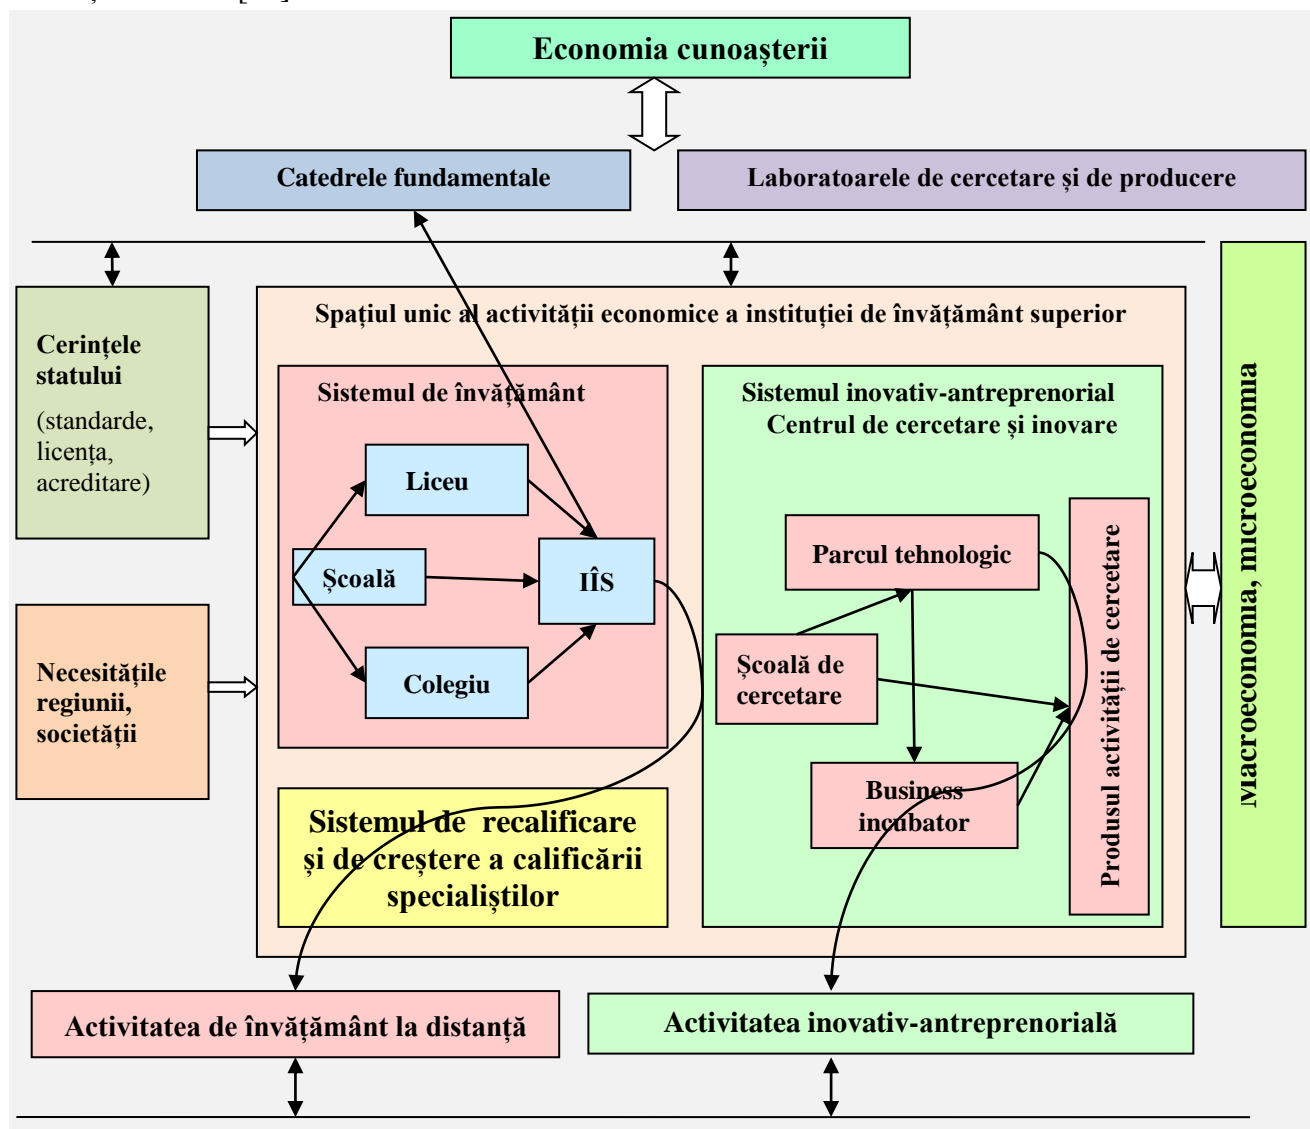 Economia cunoașterii
Catedrele fundamentale
Laboratoarele de cercetare și de producere
Cerințele
statului
(standarde,
licența,
acreditare)
Necesitățile
regiunii,
societății
Spațiul unic al activității economice a instituției de învățământ superior
Sistemul de învățământ
Liceu
Școală
IÎS
Colegiu
Sistemul de recalificare
și de creștere a calificării
specialiștilor
Sistemul inovativ-antreprenorial
Centrul de cercetare și inovare
Parcul tehnologic
Școală de
cercetare
Business
incubator
Produsul activității de cercetare
Macroeconomia, microeconomia
Activitatea de învățământ la distanță
Activitatea inovativ-antreprenorială